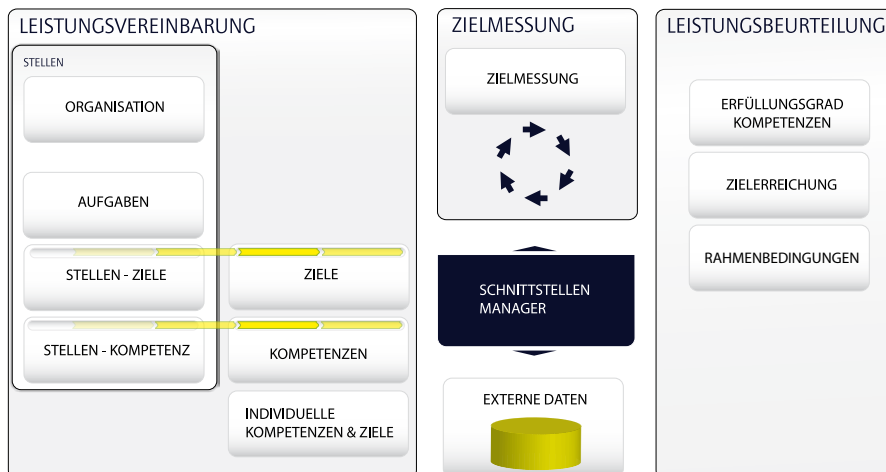 LEISTUNGSVEREINBARUNG
STELLEN
ORGANISATION
AUFGABEN
STELLEN - ZIELE
ZIELE
STELLEN - KOMPETENZ
KOMPETENZEN
INDIVIDUELLE
KOMPETENZEN & ZIELE
ZIELMESSUNG
ZIELMESSUNG
SCHNITTSTELLEN
MANAGER
EXTERNE DATEN
LEISTUNGSBEURTEILUNG
ERFÜLLUNGSGRAD
KOMPETENZEN
ZIELERREICHUNG
RAHMENBEDINGUNGEN